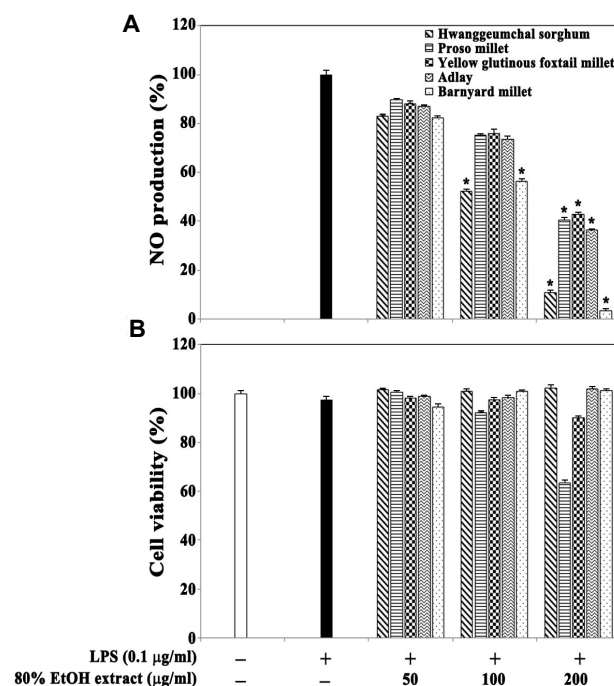 A
NO production (%)
120
100
80
60
40
20
0
Hwanggeumchal sorghum
Proso millet
Yellow glutinous foxtail millet
Adlay
Barnyard millet
* * * * * * *
B
Cell viability (%)
120
100
80
60
40
20
0
LPS (0.1 μg/ml) – + + + +
80% EtOH extract (μg/ml) – – 50 100 200